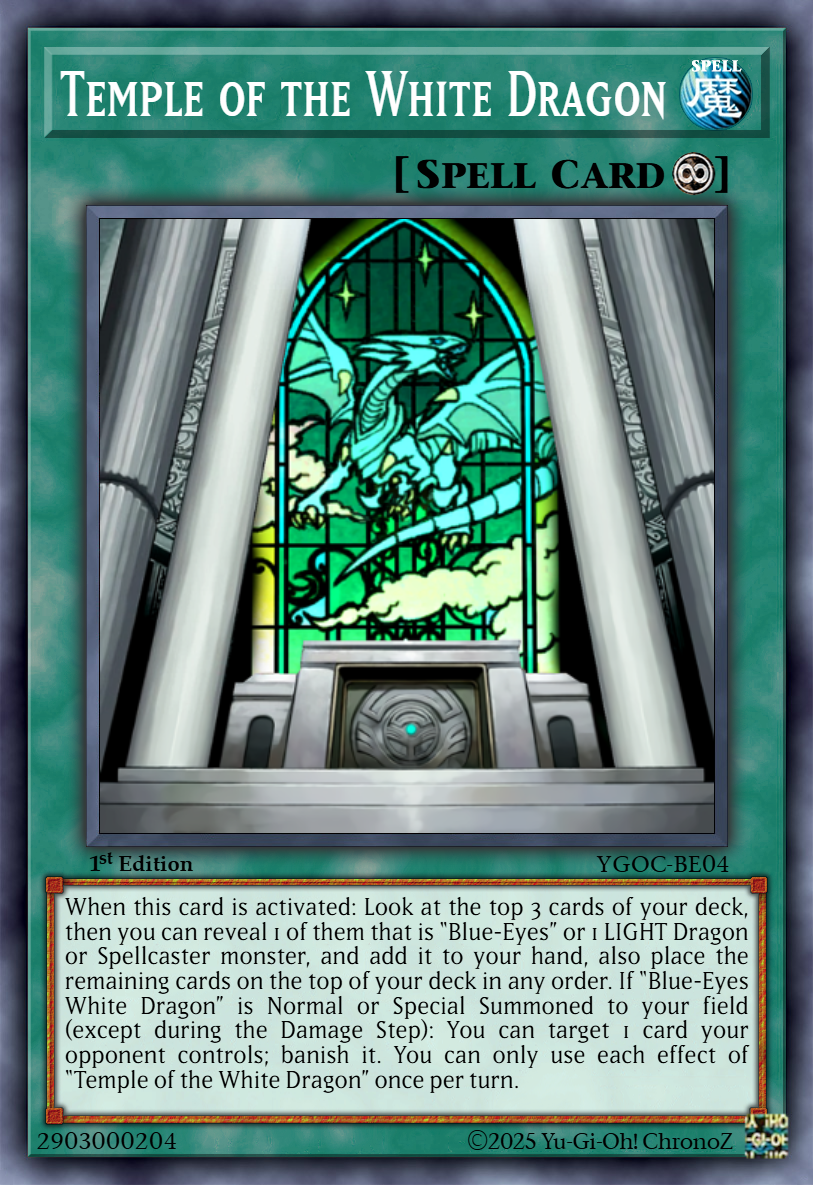 TEMPLE OF THE WHITE DRAGON
SPELL
魔
[SPELL CARD]
1st Edition
YGOC-BE04
When this card is activated: Look at the top 3 cards of your deck,
then you can reveal 1 of them that is "Blue-Eyes" or 1 LIGHT Dragon
or Spellcaster monster, and add it to your hand, also place the
remaining cards on the top of your deck in any order. If "Blue-Eyes
White Dragon" is Normal or Special Summoned to your field
(except during the Damage Step): You can target 1 card your
opponent controls; banish it. You can only use each effect of
"Temple of the White Dragon" once per turn.
2903000204
©2025 Yu-Gi-Oh! ChronoZ